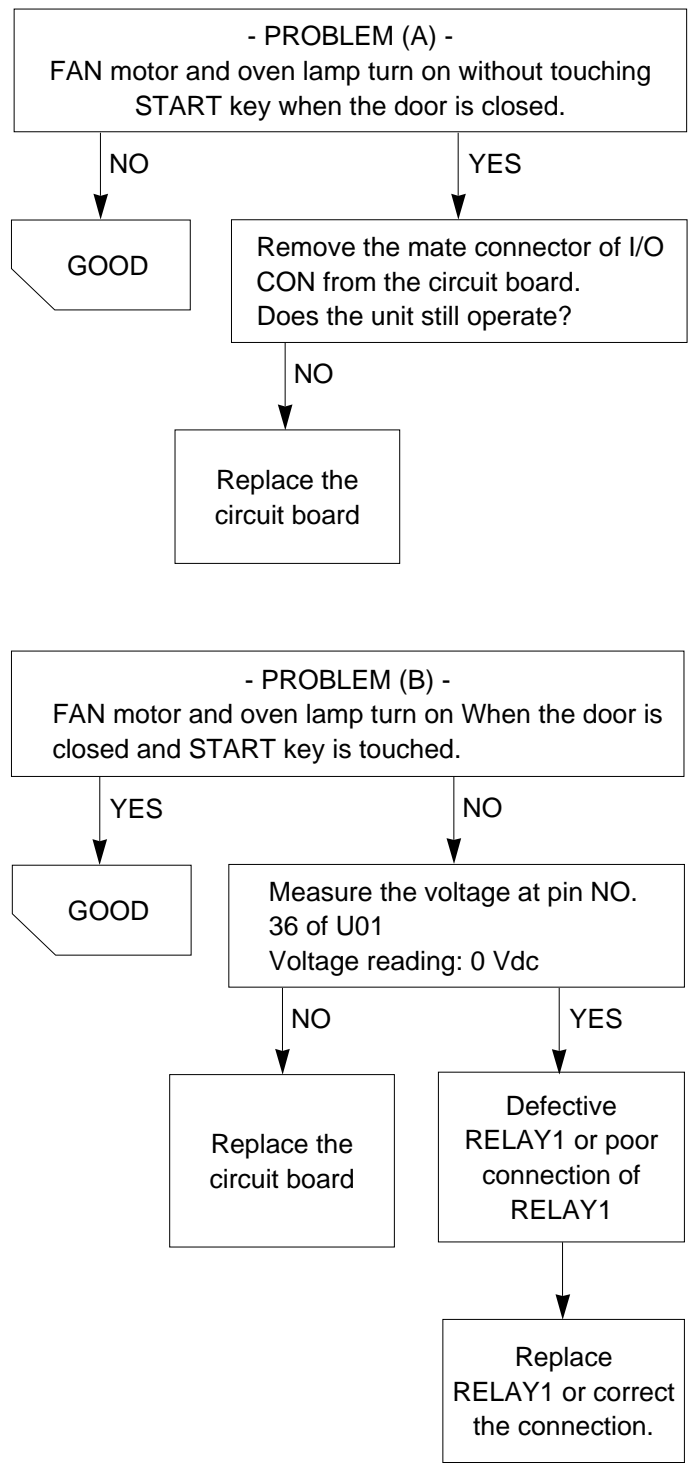 - PROBLEM (A) -
FAN motor and oven lamp turn on without touching
START key when the door is closed.
NO
YES
GOOD
Remove the mate connector of I/O
CON from the circuit board.
Does the unit still operate?
NO
Replace the
circuit board
- PROBLEM (B) -
FAN motor and oven lamp turn on When the door is
closed and START key is touched.
YES
NO
GOOD
Measure the voltage at pin NO.
36 of U01
Voltage reading: 0 Vdc
NO
YES
Replace the
circuit board
Defective
RELAY1 or poor
connection of
RELAY1
Replace
RELAY1 or correct
the connection.